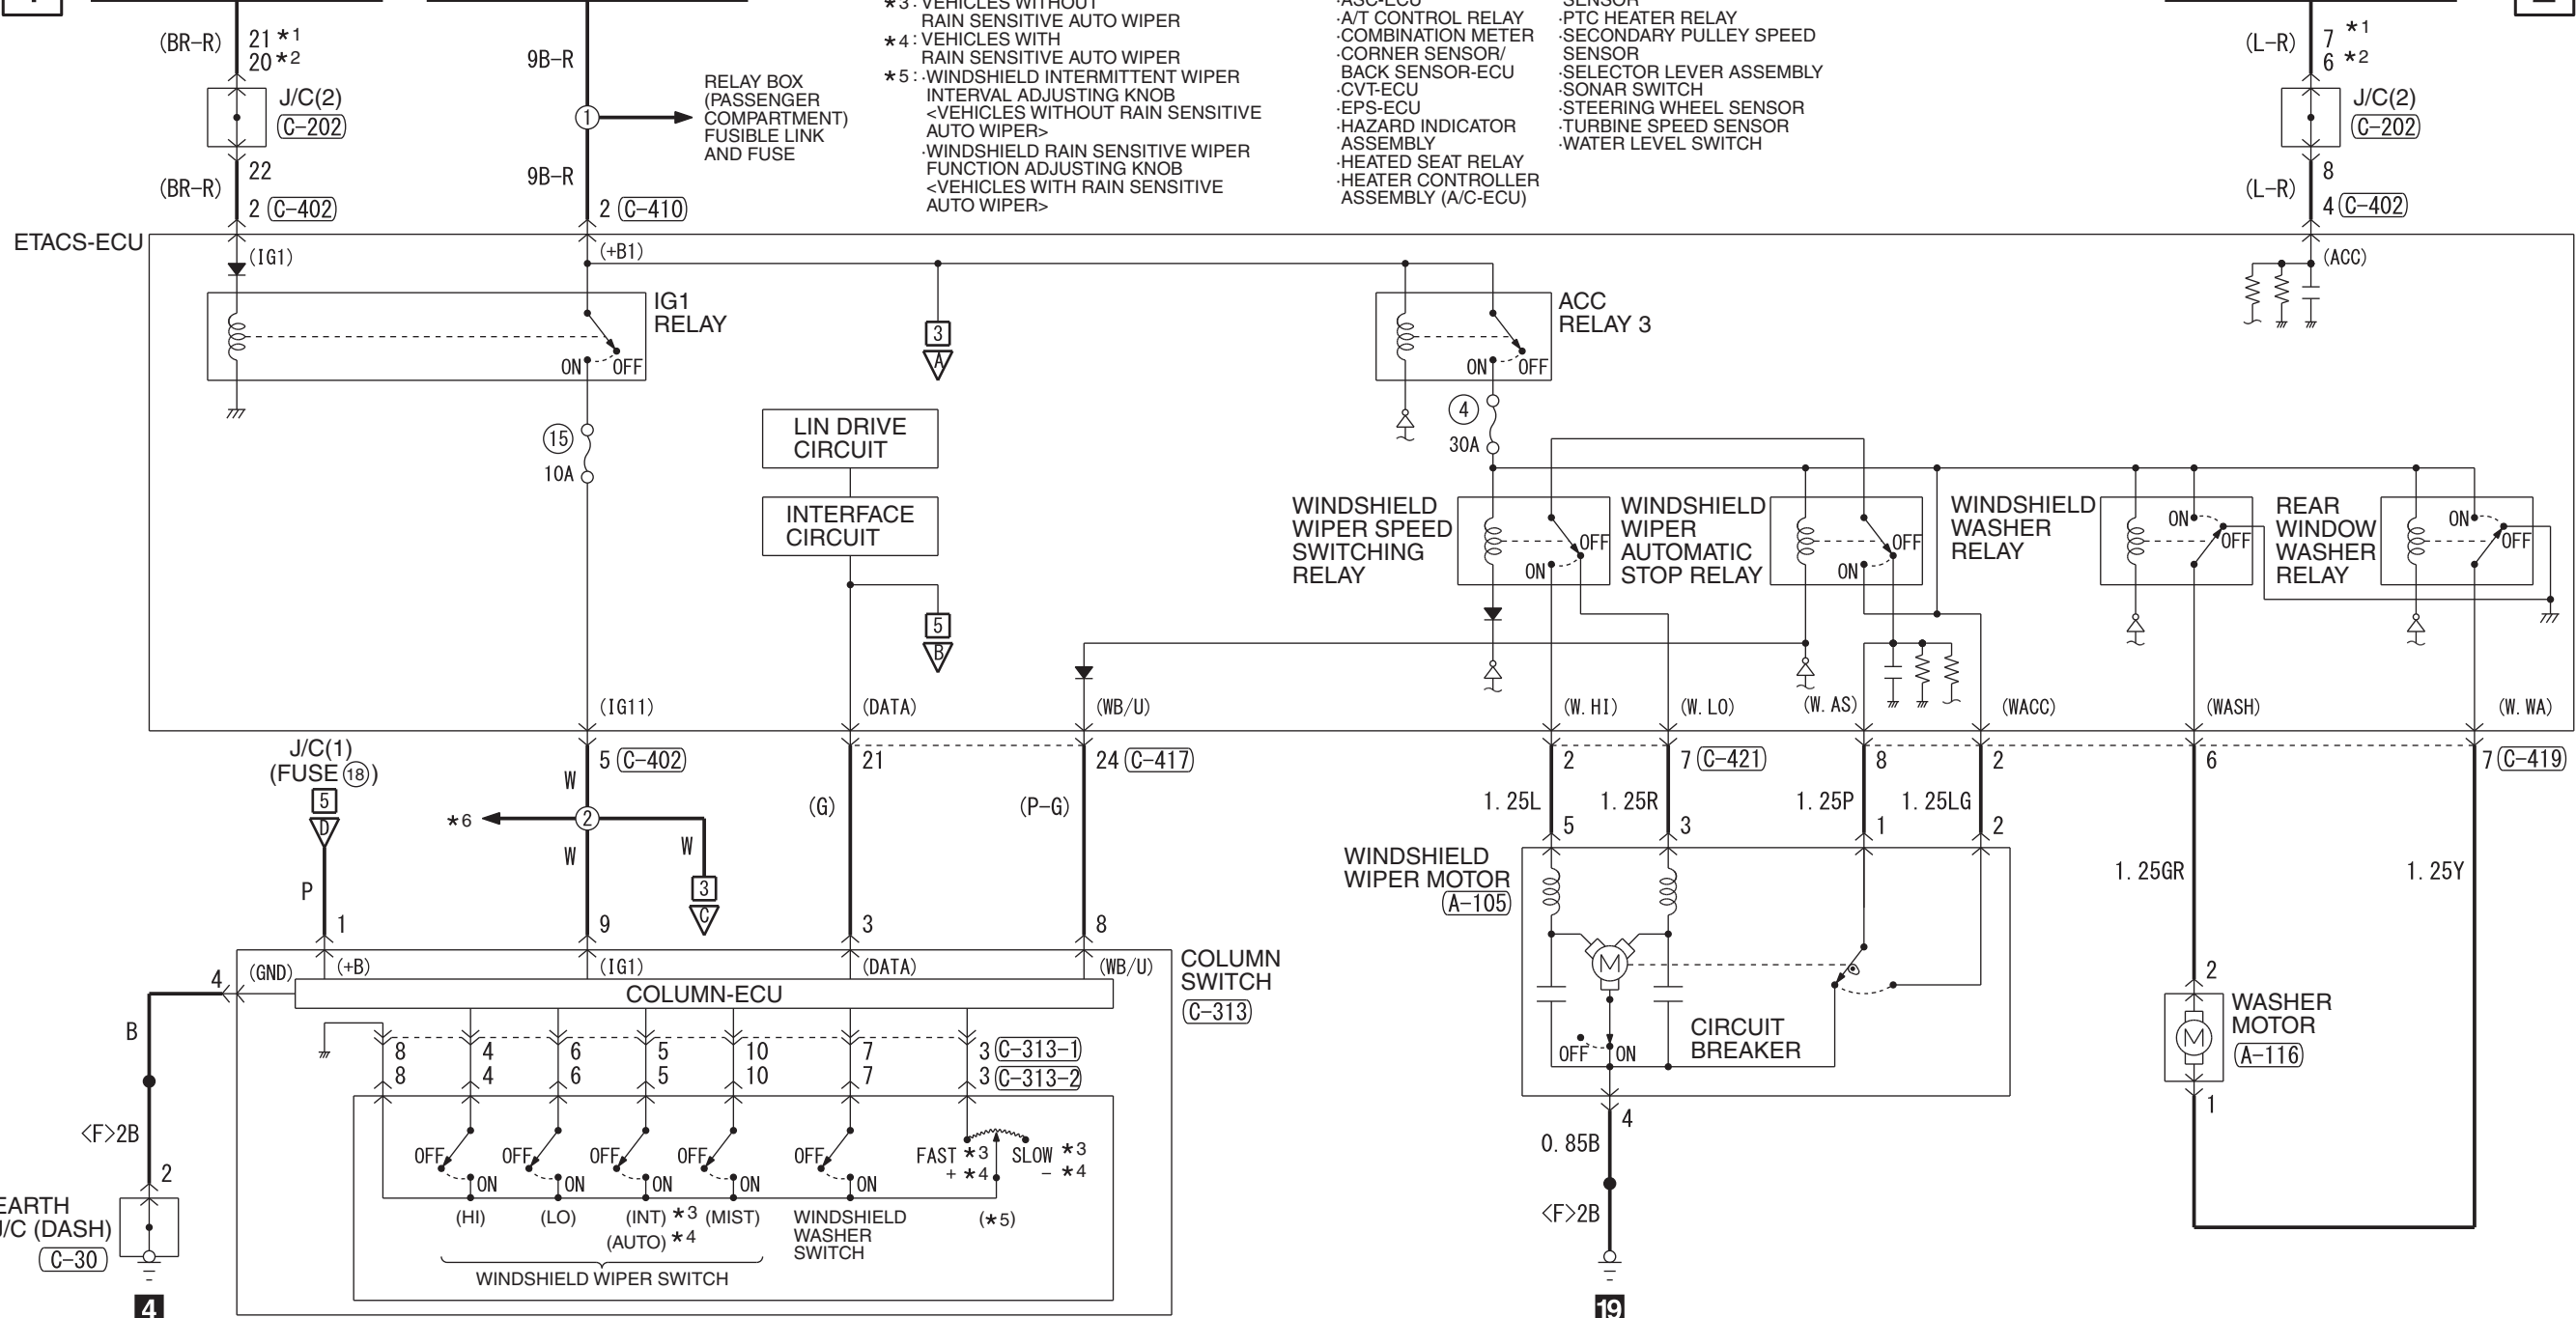 (BR-R)
21 *1
20 *2
J/C(2)
(C-202)
22
(BR-R)
2 (C-402)
9B-R
1
RELAY BOX
(PASSENGER
COMPARTMENT)
FUSIBLE LINK
AND FUSE
9B-R
2 (C-410)
*3: VEHICLES WITHOUT
RAIN SENSITIVE AUTO WIPER
*4: VEHICLES WITH
RAIN SENSITIVE AUTO WIPER
*5: ·WINDSHIELD INTERMITTENT WIPER
INTERVAL ADJUSTING KNOB
<VEHICLES WITHOUT RAIN SENSITIVE
AUTO WIPER>
·WINDSHIELD RAIN SENSITIVE WIPER
FUNCTION ADJUSTING KNOB
<VEHICLES WITH RAIN SENSITIVE
AUTO WIPER>
·ASC-ECU
·A/T CONTROL RELAY
·COMBINATION METER
·CORNER SENSOR/
BACK SENSOR-ECU
·CVT-ECU
·EPS-ECU
·HAZARD INDICATOR
ASSEMBLY
·HEATED SEAT RELAY
·HEATER CONTROLLER
ASSEMBLY (A/C-ECU)
SENSOR
·PTC HEATER RELAY
·SECONDARY PULLEY SPEED
SENSOR
·SELECTOR LEVER ASSEMBLY
·SONAR SWITCH
·STEERING WHEEL SENSOR
·TURBINE SPEED SENSOR
·WATER LEVEL SWITCH
(L-R)
7 *1
6 *2
J/C(2)
(C-202)
8
(L-R)
4 (C-402)
ETACS-ECU
(IG1)
(+B1)
(ACC)
IG1
RELAY
ON OFF
3
A
ACC
RELAY 3
ON OFF
15
10A
LIN DRIVE
CIRCUIT
INTERFACE
CIRCUIT
5
B
4
30A
WINDSHIELD
WIPER SPEED
SWITCHING
RELAY
OFF
ON
WINDSHIELD
WIPER
AUTOMATIC
STOP RELAY
OFF
ON
WINDSHIELD
WASHER
RELAY
ON
OFF
REAR
WINDOW
WASHER
RELAY
ON
OFF
(IG11)
(DATA)
(WB/U)
(W.HI)
(W.LO)
(W.AS)
(WACC)
(WASH)
(W.WA)
J/C(1)
(FUSE 18)
5
D
P
1
5 (C-402)
W
*6
2
W
W
3
C
9
21
(G)
3
24 (C-417)
(P-G)
8
2
1.25L
5
7 (C-421)
1.25R
3
8
1.25P
1
2
1.25LG
2
6
1.25GR
2
7 (C-419)
1.25Y
WINDSHIELD
WIPER MOTOR
(A-105)
M
OFF ON
CIRCUIT
BREAKER
4
0.85B
<F>2B
19
WASHER
MOTOR
(A-116)
M
1
COLUMN
SWITCH
(C-313)
4
(GND)
(+B)
(IG1)
(DATA)
(WB/U)
COLUMN-ECU
B
<F>2B
2
EARTH
J/C (DASH)
(C-30)
4
8 4 6 5 10 7 3 (C-313-1)
8 4 6 5 10 7 3 (C-313-2)
OFF OFF OFF OFF OFF FAST *3 SLOW *3
+ *4 - *4
ON ON ON ON ON
(HI) (LO) (INT) *3 (MIST)
(AUTO) *4
WINDSHIELD
WASHER
SWITCH
(*5)
WINDSHIELD WIPER SWITCH